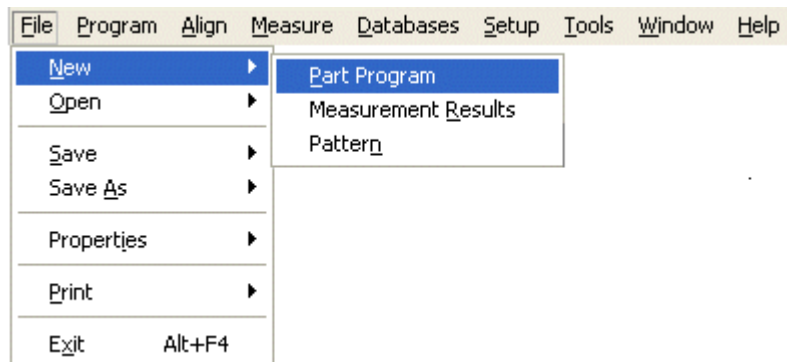 File Program Align Measure Databases Setup Tools Window Help
New
Open
Save
Save As
Properties
Print
Exit Alt+F4
Part Program
Measurement Results
Pattern